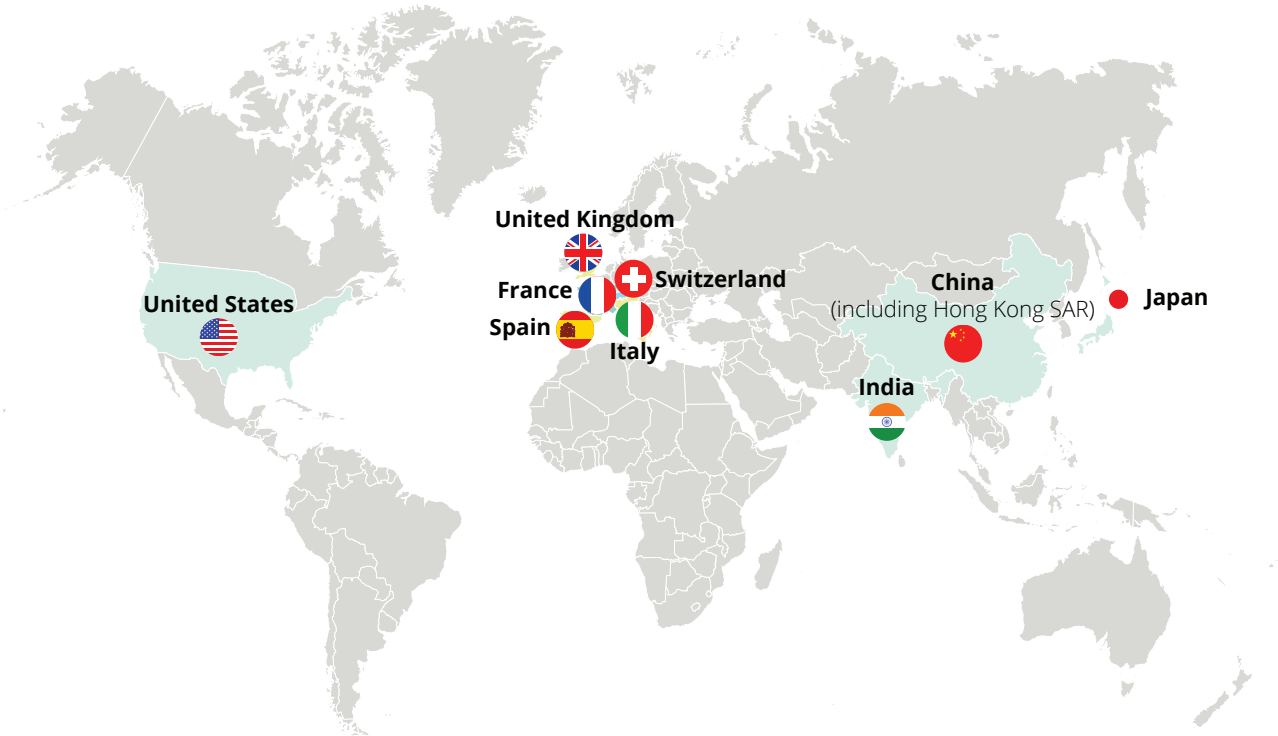 United Kingdom
Switzerland
France
Spain
Italy
United States
China
(including Hong Kong SAR)
Japan
India